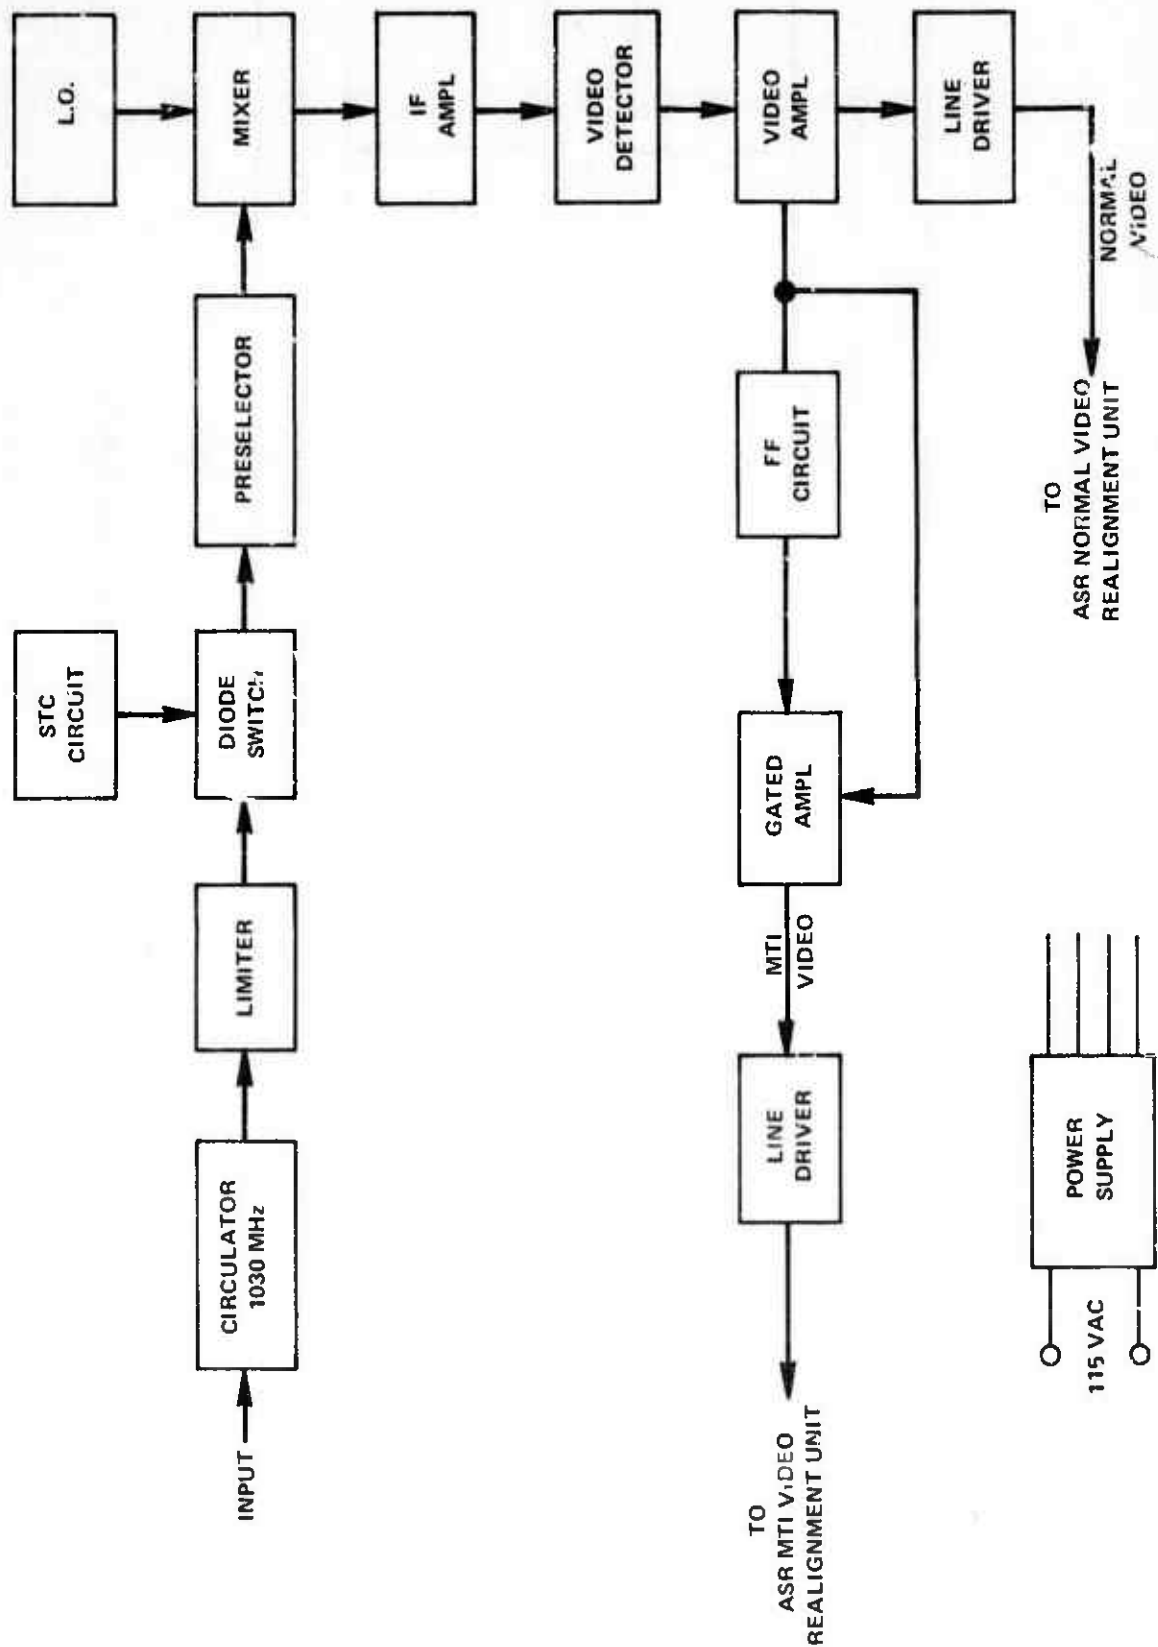 INPUT
CIRCULATOR
1030 MHz
LIMITER
STC
CIRCUIT
DIODE
SWITCH
PRESELECTOR
L.O.
MIXER
IF
AMPL
VIDEO
DETECTOR
VIDEO
AMPL
LINE
DRIVER
NORMAL
VIDEO
TO
ASR NORMAL VIDEO
REALIGNMENT UNIT
FF
CIRCUIT
GATED
AMPL
MTI
VIDEO
LINE
DRIVER
TO
ASR MTI VIDEO
REALIGNMENT UNIT
115 VAC
POWER
SUPPLY